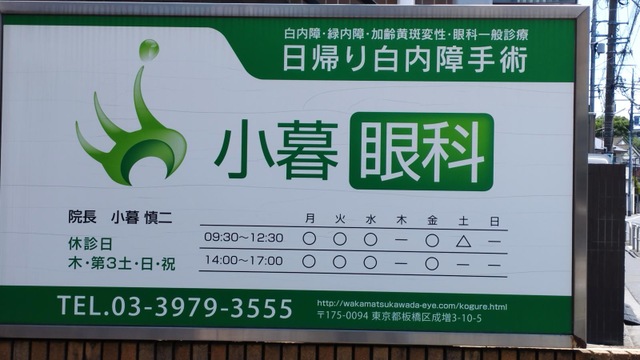 白内障・緑内障・加齢黄斑変性・眼科一般診療
日帰り白内障手術
小暮 眼科
院長 小暮 慎二
休診日
木・第3土・日・祝
月 火 水 木 金 土 日
09:30〜12:30 ○ ○ ○ — ○ △ —
14:00〜17:00 ○ ○ ○ — ○ — —
TEL.03-3979-3555
http://wakamatsukawada-eye.com/kogure.html
〒175-0094 東京都板橋区成増3-10-5